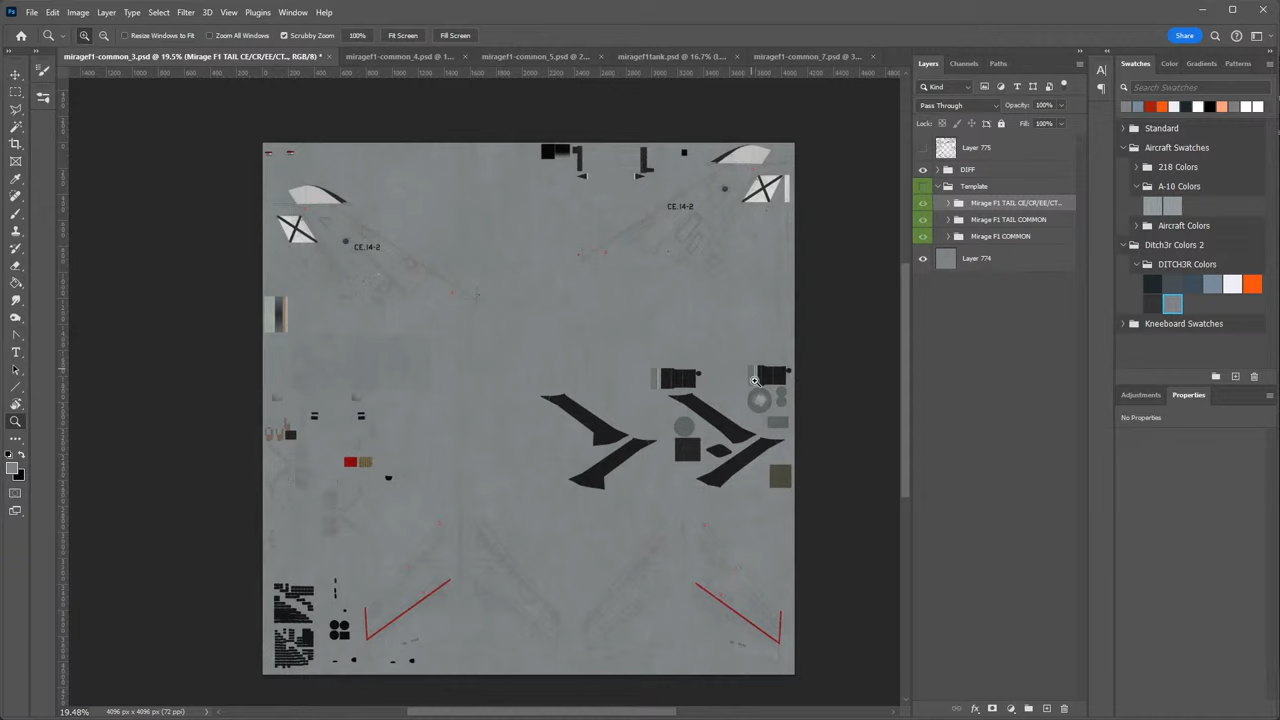 Ps File Edit Image Layer Type Select Filter 3D View Plugins Window Help
Resize Windows to Fit Zoom All Windows Scrubby Zoom 100% Fit Screen Fill Screen Share
miragef1-common_3.psd @ 19.5% (Mirage F1 TAIL CE/CR/EE/CT..., RGB/8) * × miragef1-common_4.psd @ 1... × miragef1-common_5.psd @ 2... × miragef1tank.psd @ 16.7% (... × miragef1-common_7.psd @ 3... ×
Layers Channels Paths
Kind
Pass Through Opacity: 100%
Lock: Fill: 100%
Layer 775
DIFF
Template
Mirage F1 TAIL CE/CR/EE/CT...
Mirage F1 TAIL COMMON
Mirage F1 COMMON
Layer 774
Swatches Color Gradients Patterns
Search Swatches
Standard
Aircraft Swatches
218 Colors
A-10 Colors
Aircraft Colors
Ditch3r Colors 2
DITCH3R Colors
Kneeboard Swatches
Adjustments Properties
No Properties
CE.14-2
CE.14-2
19.48% 4096 px x 4096 px (72 ppi)